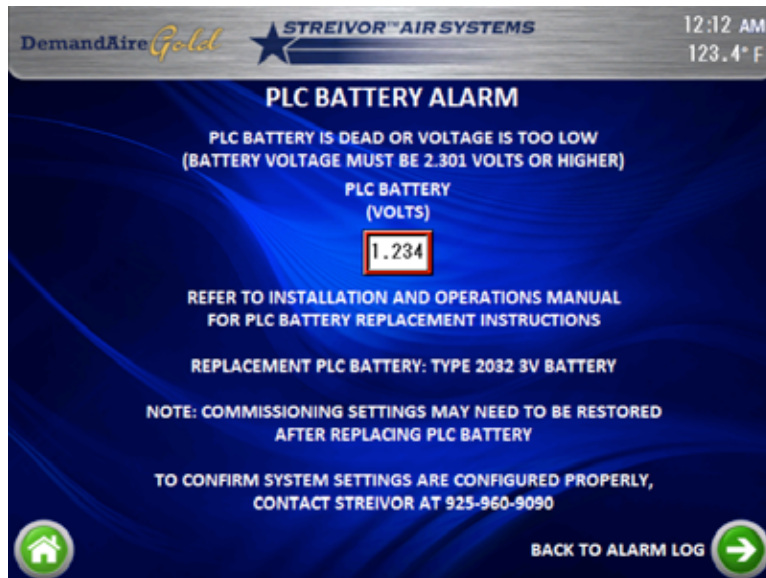 DemandAire Gold
STREIVOR™ AIR SYSTEMS
12:12 AM
123.4° F
PLC BATTERY ALARM
PLC BATTERY IS DEAD OR VOLTAGE IS TOO LOW
(BATTERY VOLTAGE MUST BE 2.301 VOLTS OR HIGHER)
PLC BATTERY
(VOLTS)
1.234
REFER TO INSTALLATION AND OPERATIONS MANUAL
FOR PLC BATTERY REPLACEMENT INSTRUCTIONS
REPLACEMENT PLC BATTERY: TYPE 2032 3V BATTERY
NOTE: COMMISSIONING SETTINGS MAY NEED TO BE RESTORED
AFTER REPLACING PLC BATTERY
TO CONFIRM SYSTEM SETTINGS ARE CONFIGURED PROPERLY,
CONTACT STREIVOR AT 925-960-9090
BACK TO ALARM LOG